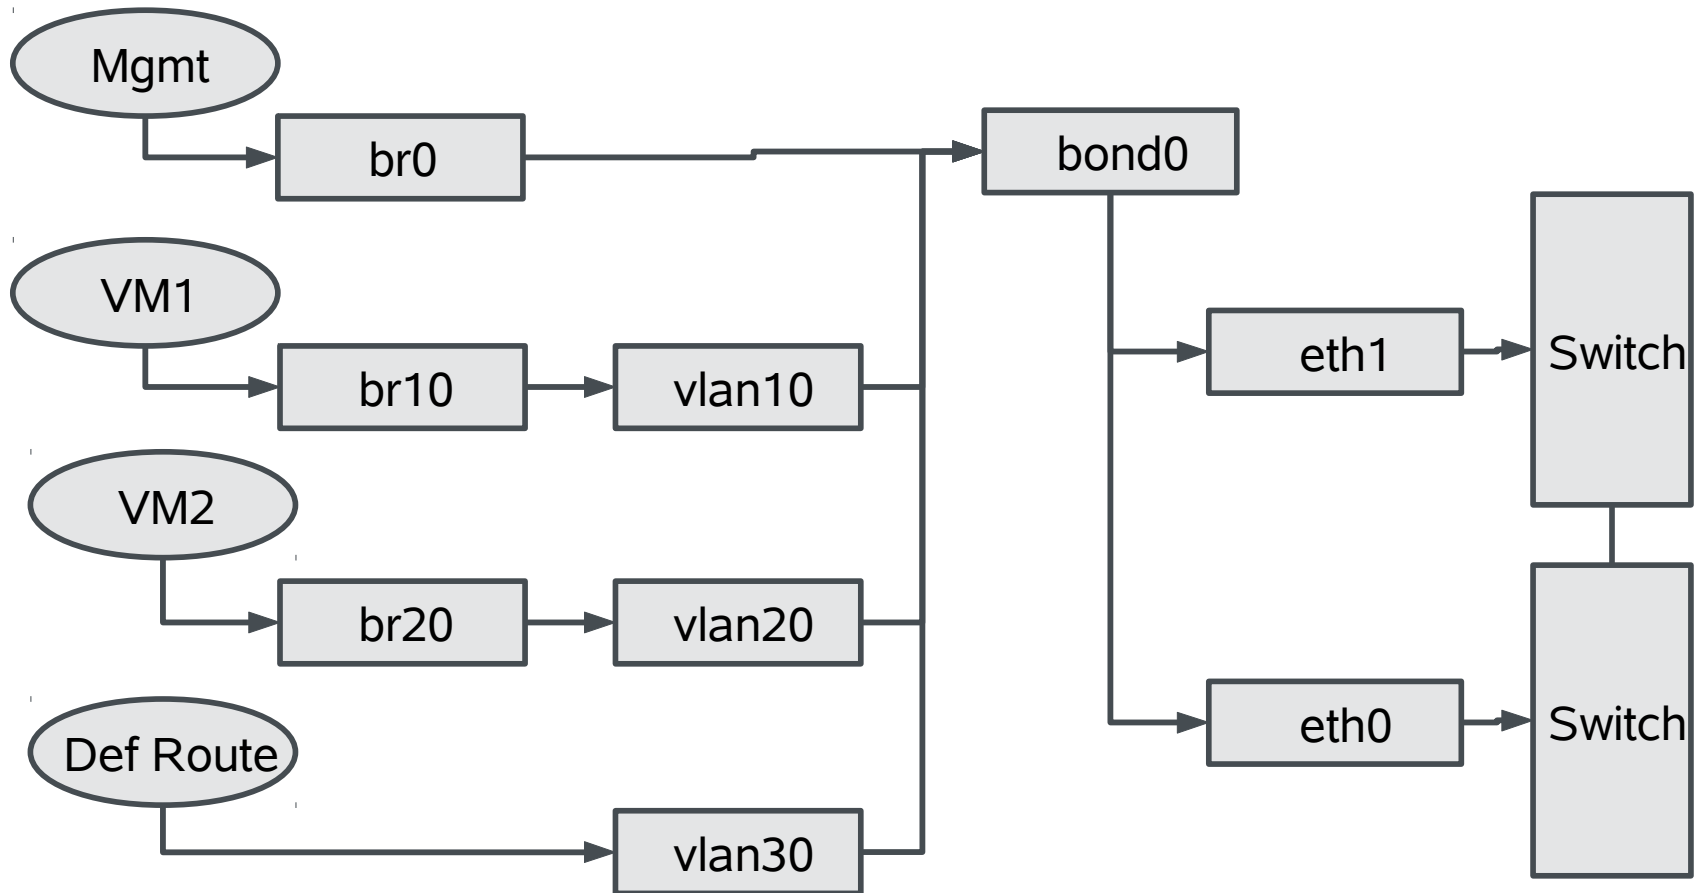 Mgmt
br0
bond0
VM1
br10
vlan10
eth1
Switch
VM2
br20
vlan20
eth0
Switch
Def Route
vlan30